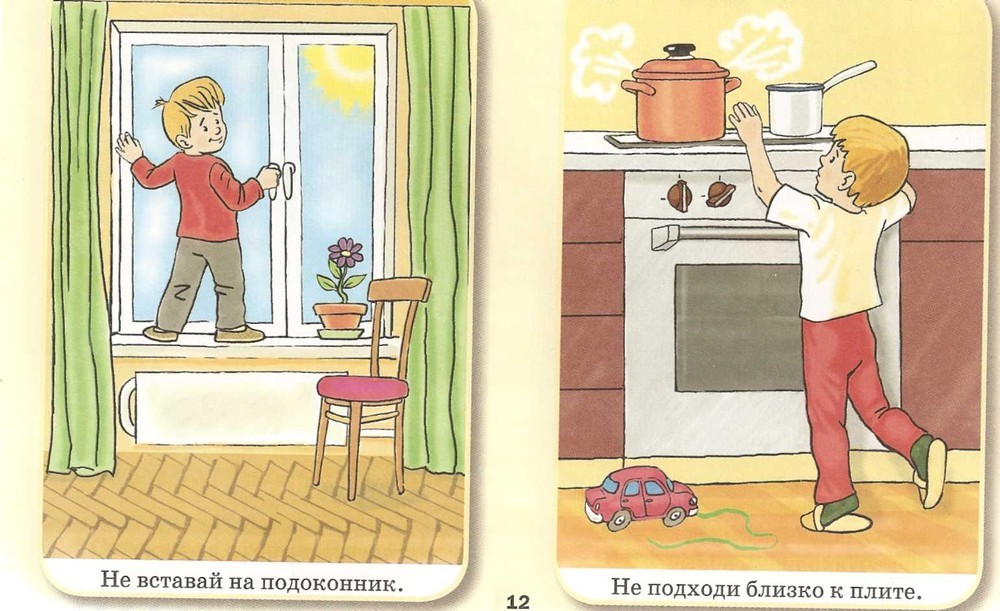 Не вставай на подоконник.
Не подходи близко к плите.
12